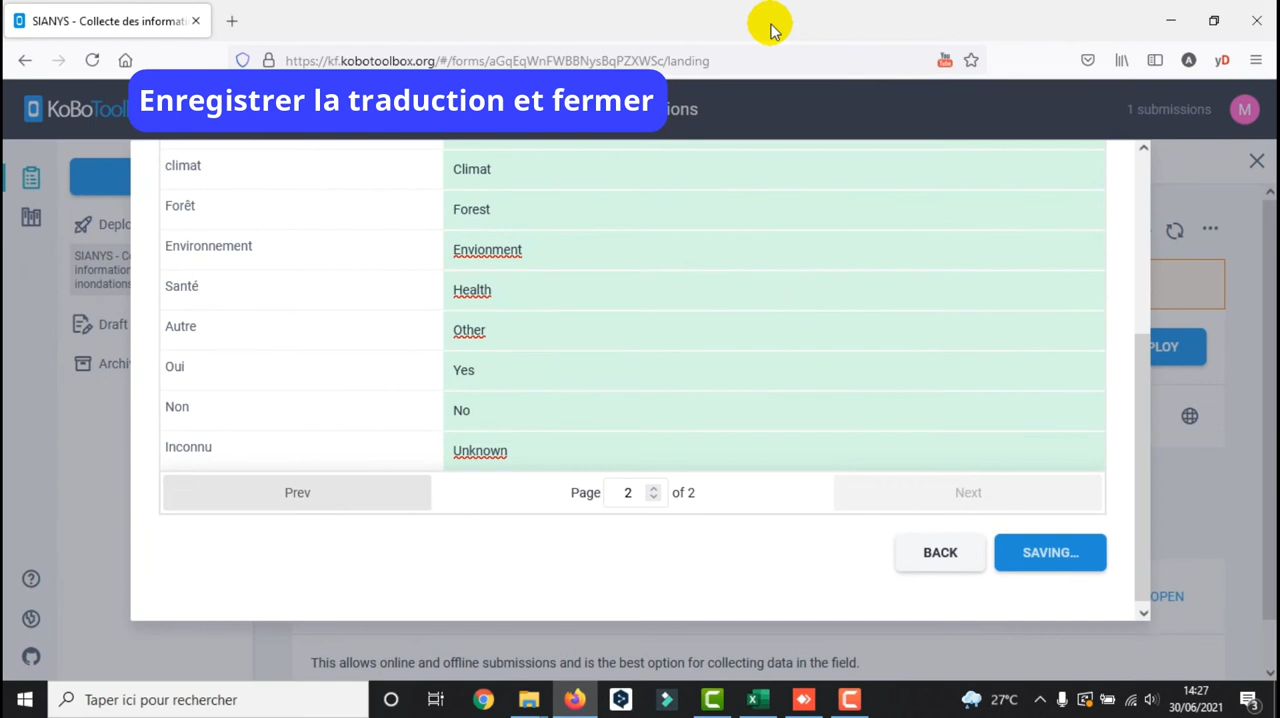 SIANYS - Collecte des informati
https://kf.kobotoolbox.org/#/forms/aGqEqWnFWBBNysBqPZXWSc/landing
yD
Enregistrer la traduction et fermer
KoBoTool
ions
1 submissions
M
climat Climat
Forêt Forest
Environnement Envionment
Santé Health
Autre Other
Oui Yes
Non No
Inconnu Unknown
Prev
Page 2 of 2
Next
BACK
SAVING...
Deplo
SIANYS - C
information
inondations
Draft
Archi
PLOY
OPEN
This allows online and offline submissions and is the best option for collecting data in the field.
Taper ici pour rechercher
27°C
14:27
30/06/2021
3